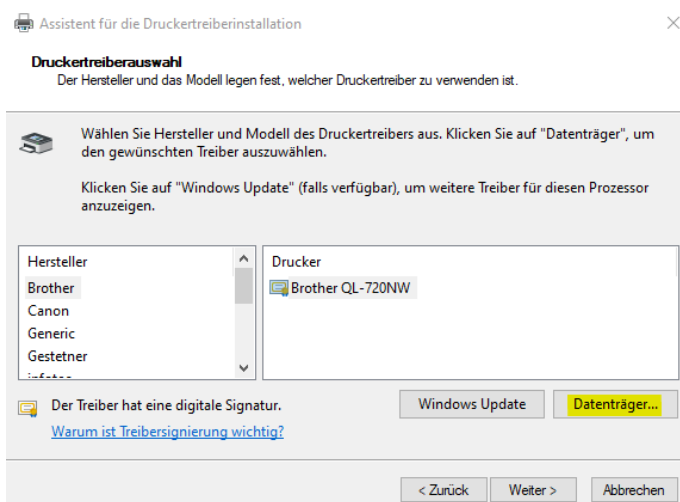 Assistent für die Druckertreiberinstallation
Druckertreiberauswahl
Der Hersteller und das Modell legen fest, welcher Druckertreiber zu verwenden ist.
Wählen Sie Hersteller und Modell des Druckertreibers aus. Klicken Sie auf "Datenträger", um
den gewünschten Treiber auszuwählen.
Klicken Sie auf "Windows Update" (falls verfügbar), um weitere Treiber für diesen Prozessor
anzuzeigen.
Hersteller
Brother
Canon
Generic
Gestetner
Drucker
Brother QL-720NW
Der Treiber hat eine digitale Signatur.
Warum ist Treibersignierung wichtig?
Windows Update
Datenträger...
< Zurück
Weiter >
Abbrechen